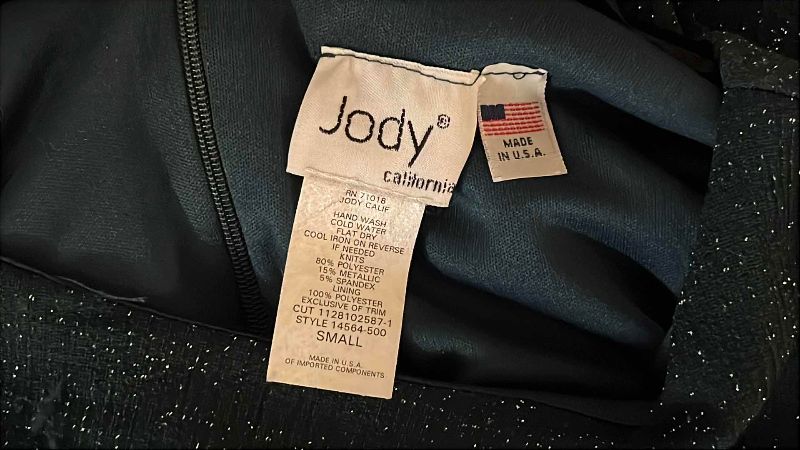 Jody®
california
MADE
IN U.S.A.
RN 71018
JODY CALIF
HAND WASH
COLD WATER
FLAT DRY
COOL IRON ON REVERSE
IF NEEDED
KNITS
80% POLYESTER
15% METALLIC
5% SPANDEX
LINING
100% POLYESTER
EXCLUSIVE OF TRIM
CUT 1128102587-1
STYLE 14564-500
SMALL
MADE IN U.S.A.
OF IMPORTED COMPONENTS